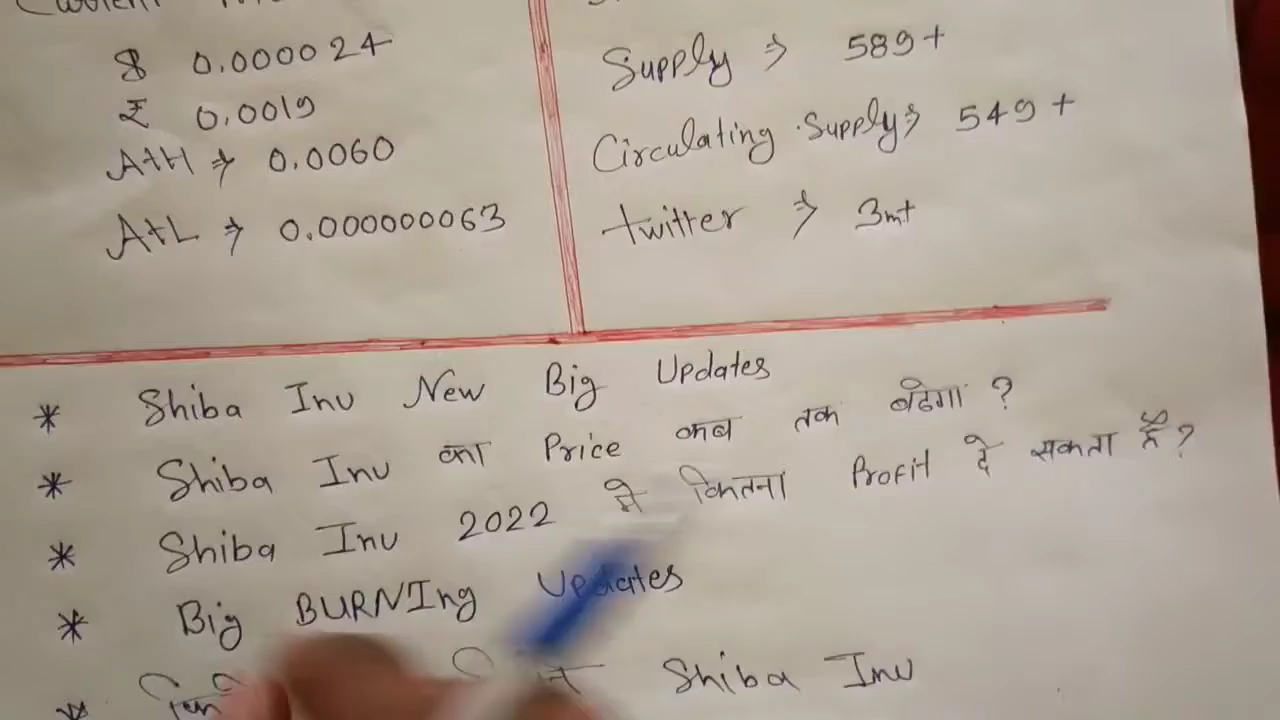 $ 0.000024
₹ 0.0019
AtH ⇒ 0.0060
AtL ⇒ 0.000000063
Supply ⇒ 589+
Circulating Supply ⇒ 549+
twitter ⇒ 3m+
* Shiba Inu New Big Updates
* Shiba Inu का Price कब तक बढेगा ?
* Shiba Inu 2022 मे कितना Profit दे सकता हैं ?
* Big BURNIng Updates
* Shiba Inu